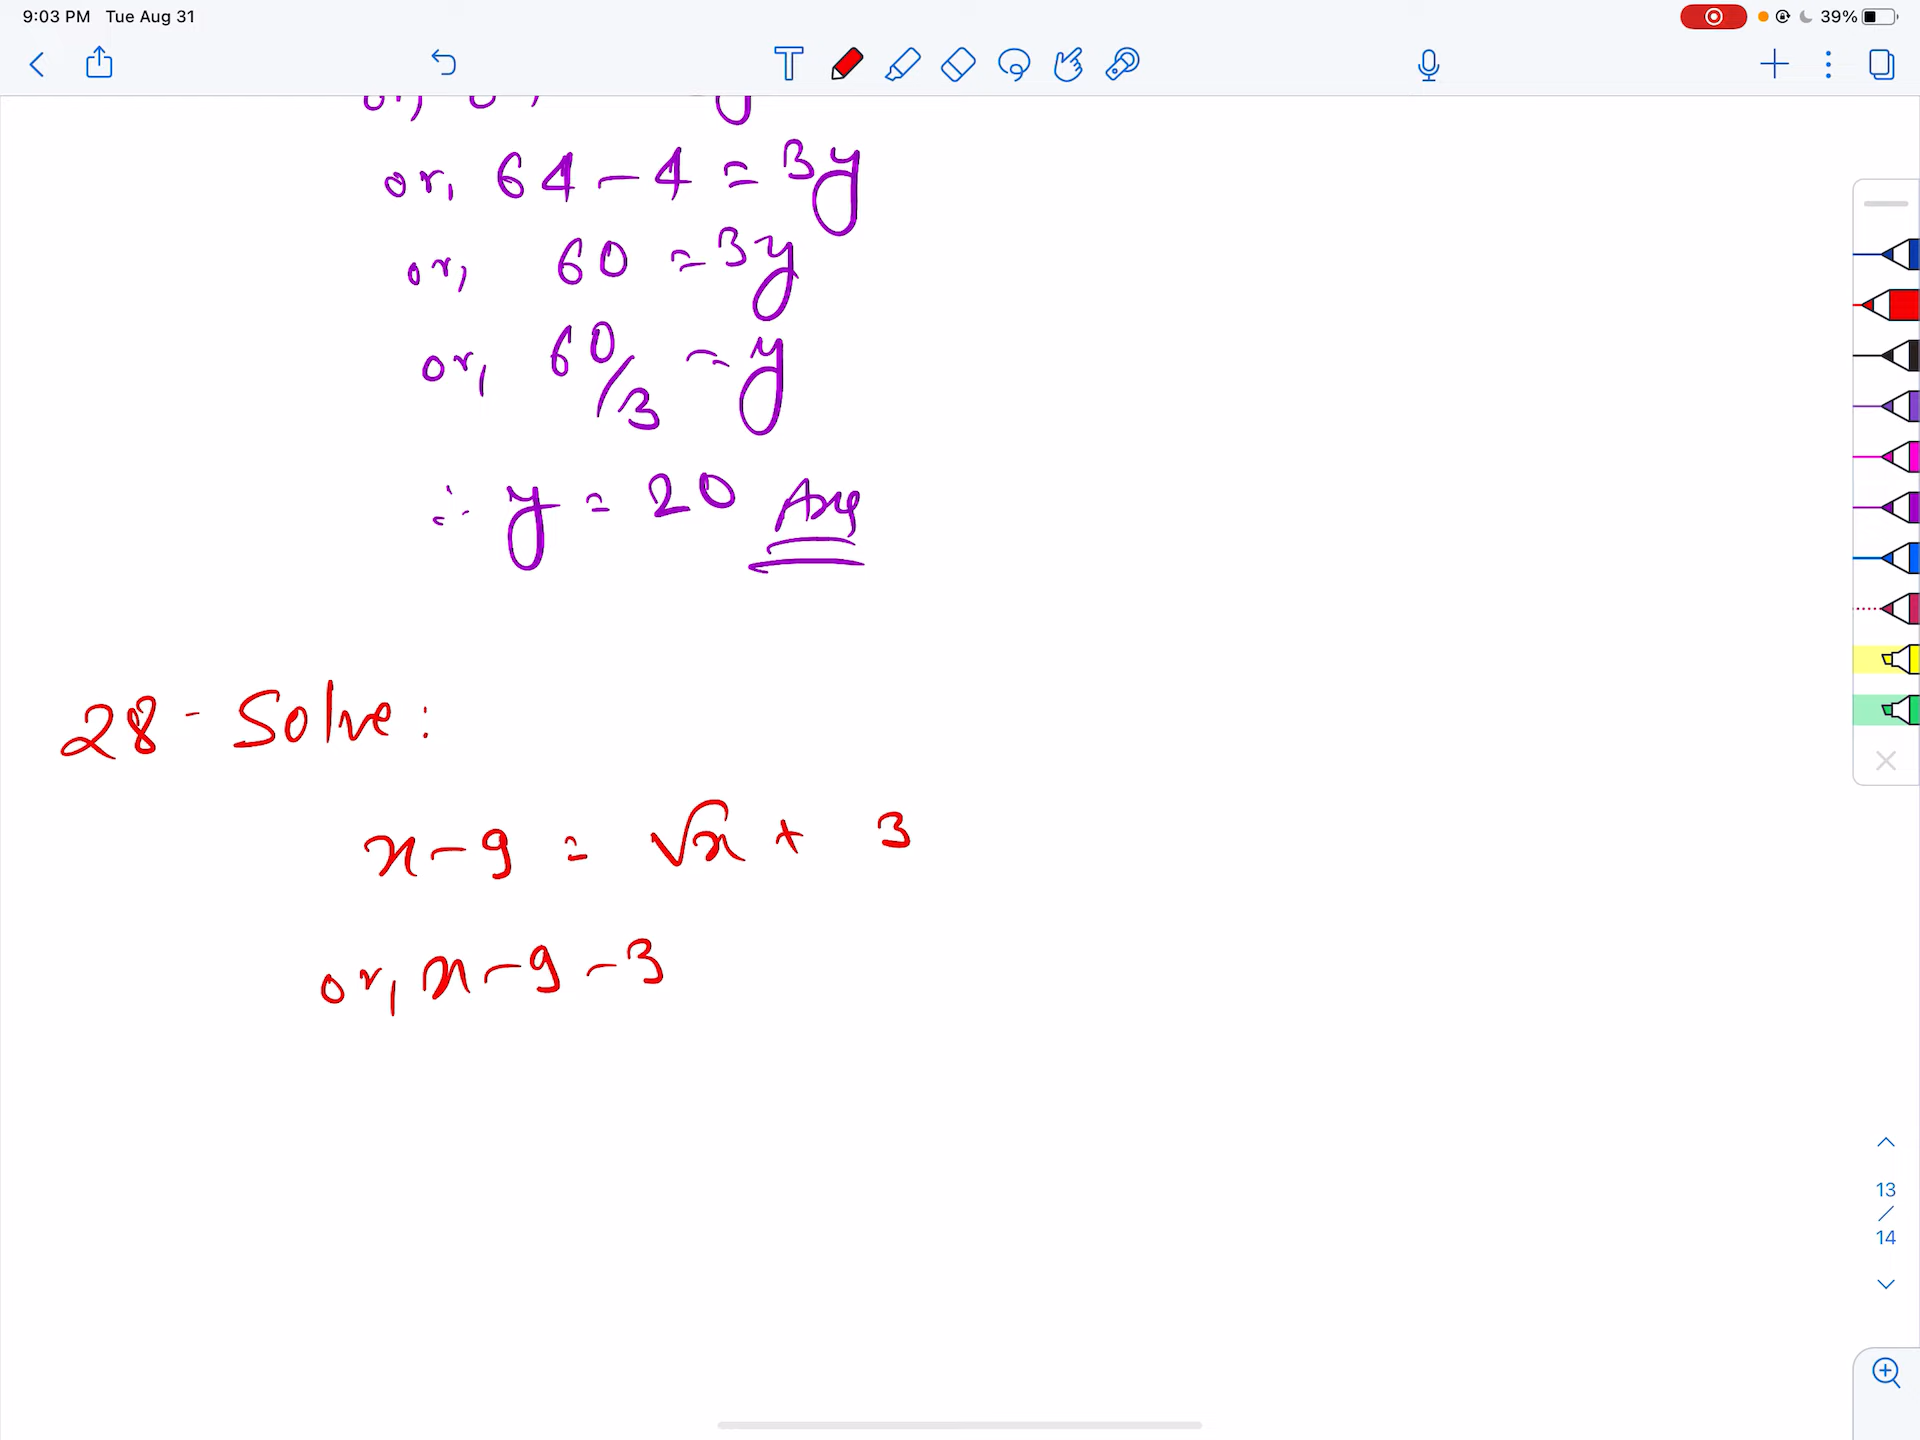 9:03 PM Tue Aug 31
39%
or, 64 - 4 = 3y
or, 60 = 3y
or, 60/3 = y
∴ y = 20 Ans
28 - Solve:
x - 9 = √x + 3
or, x - 9 - 3
13
/
14